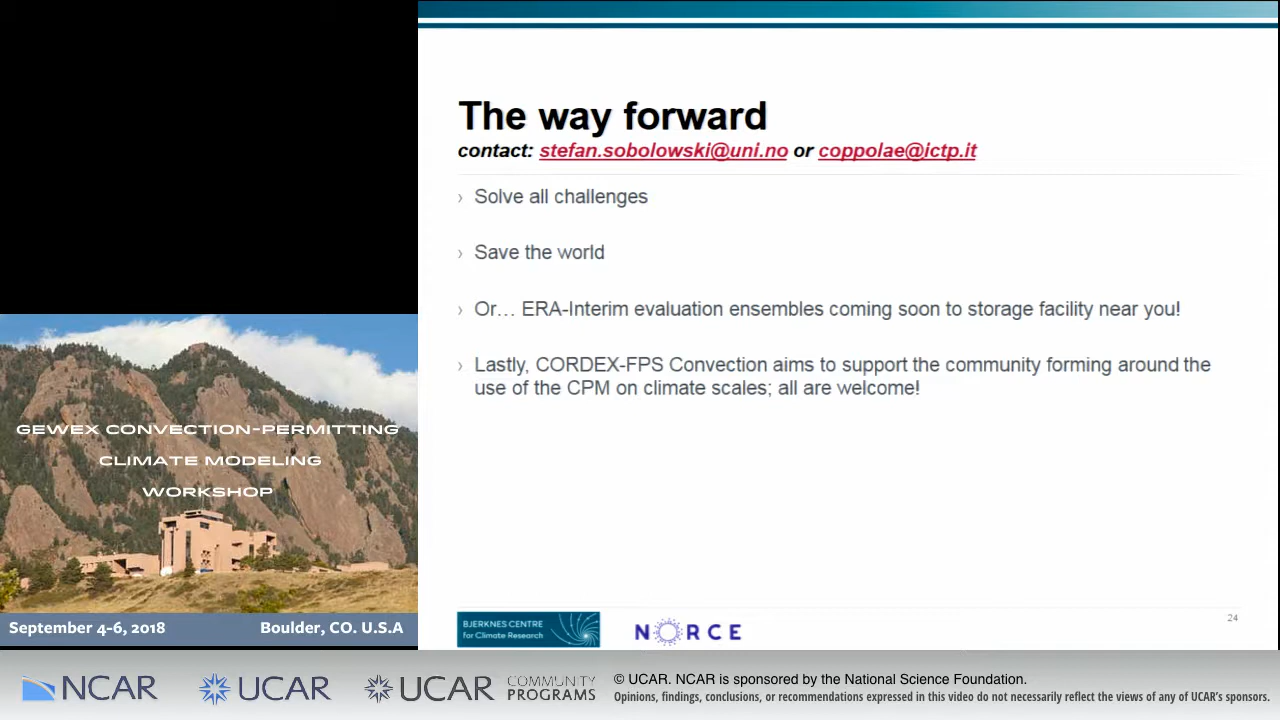 The way forward
contact: stefan.sobolowski@uni.no or coppolae@ictp.it
› Solve all challenges
› Save the world
› Or… ERA-Interim evaluation ensembles coming soon to storage facility near you!
› Lastly, CORDEX-FPS Convection aims to support the community forming around the
use of the CPM on climate scales; all are welcome!
GEWEX CONVECTION-PERMITTING
CLIMATE MODELING
WORKSHOP
September 4-6, 2018 Boulder, CO. U.S.A
BJERKNES CENTRE
for Climate Research
NORCE
24
NCAR
UCAR
UCAR COMMUNITY
PROGRAMS
© UCAR. NCAR is sponsored by the National Science Foundation.
Opinions, findings, conclusions, or recommendations expressed in this video do not necessarily reflect the views of any of UCAR's sponsors.